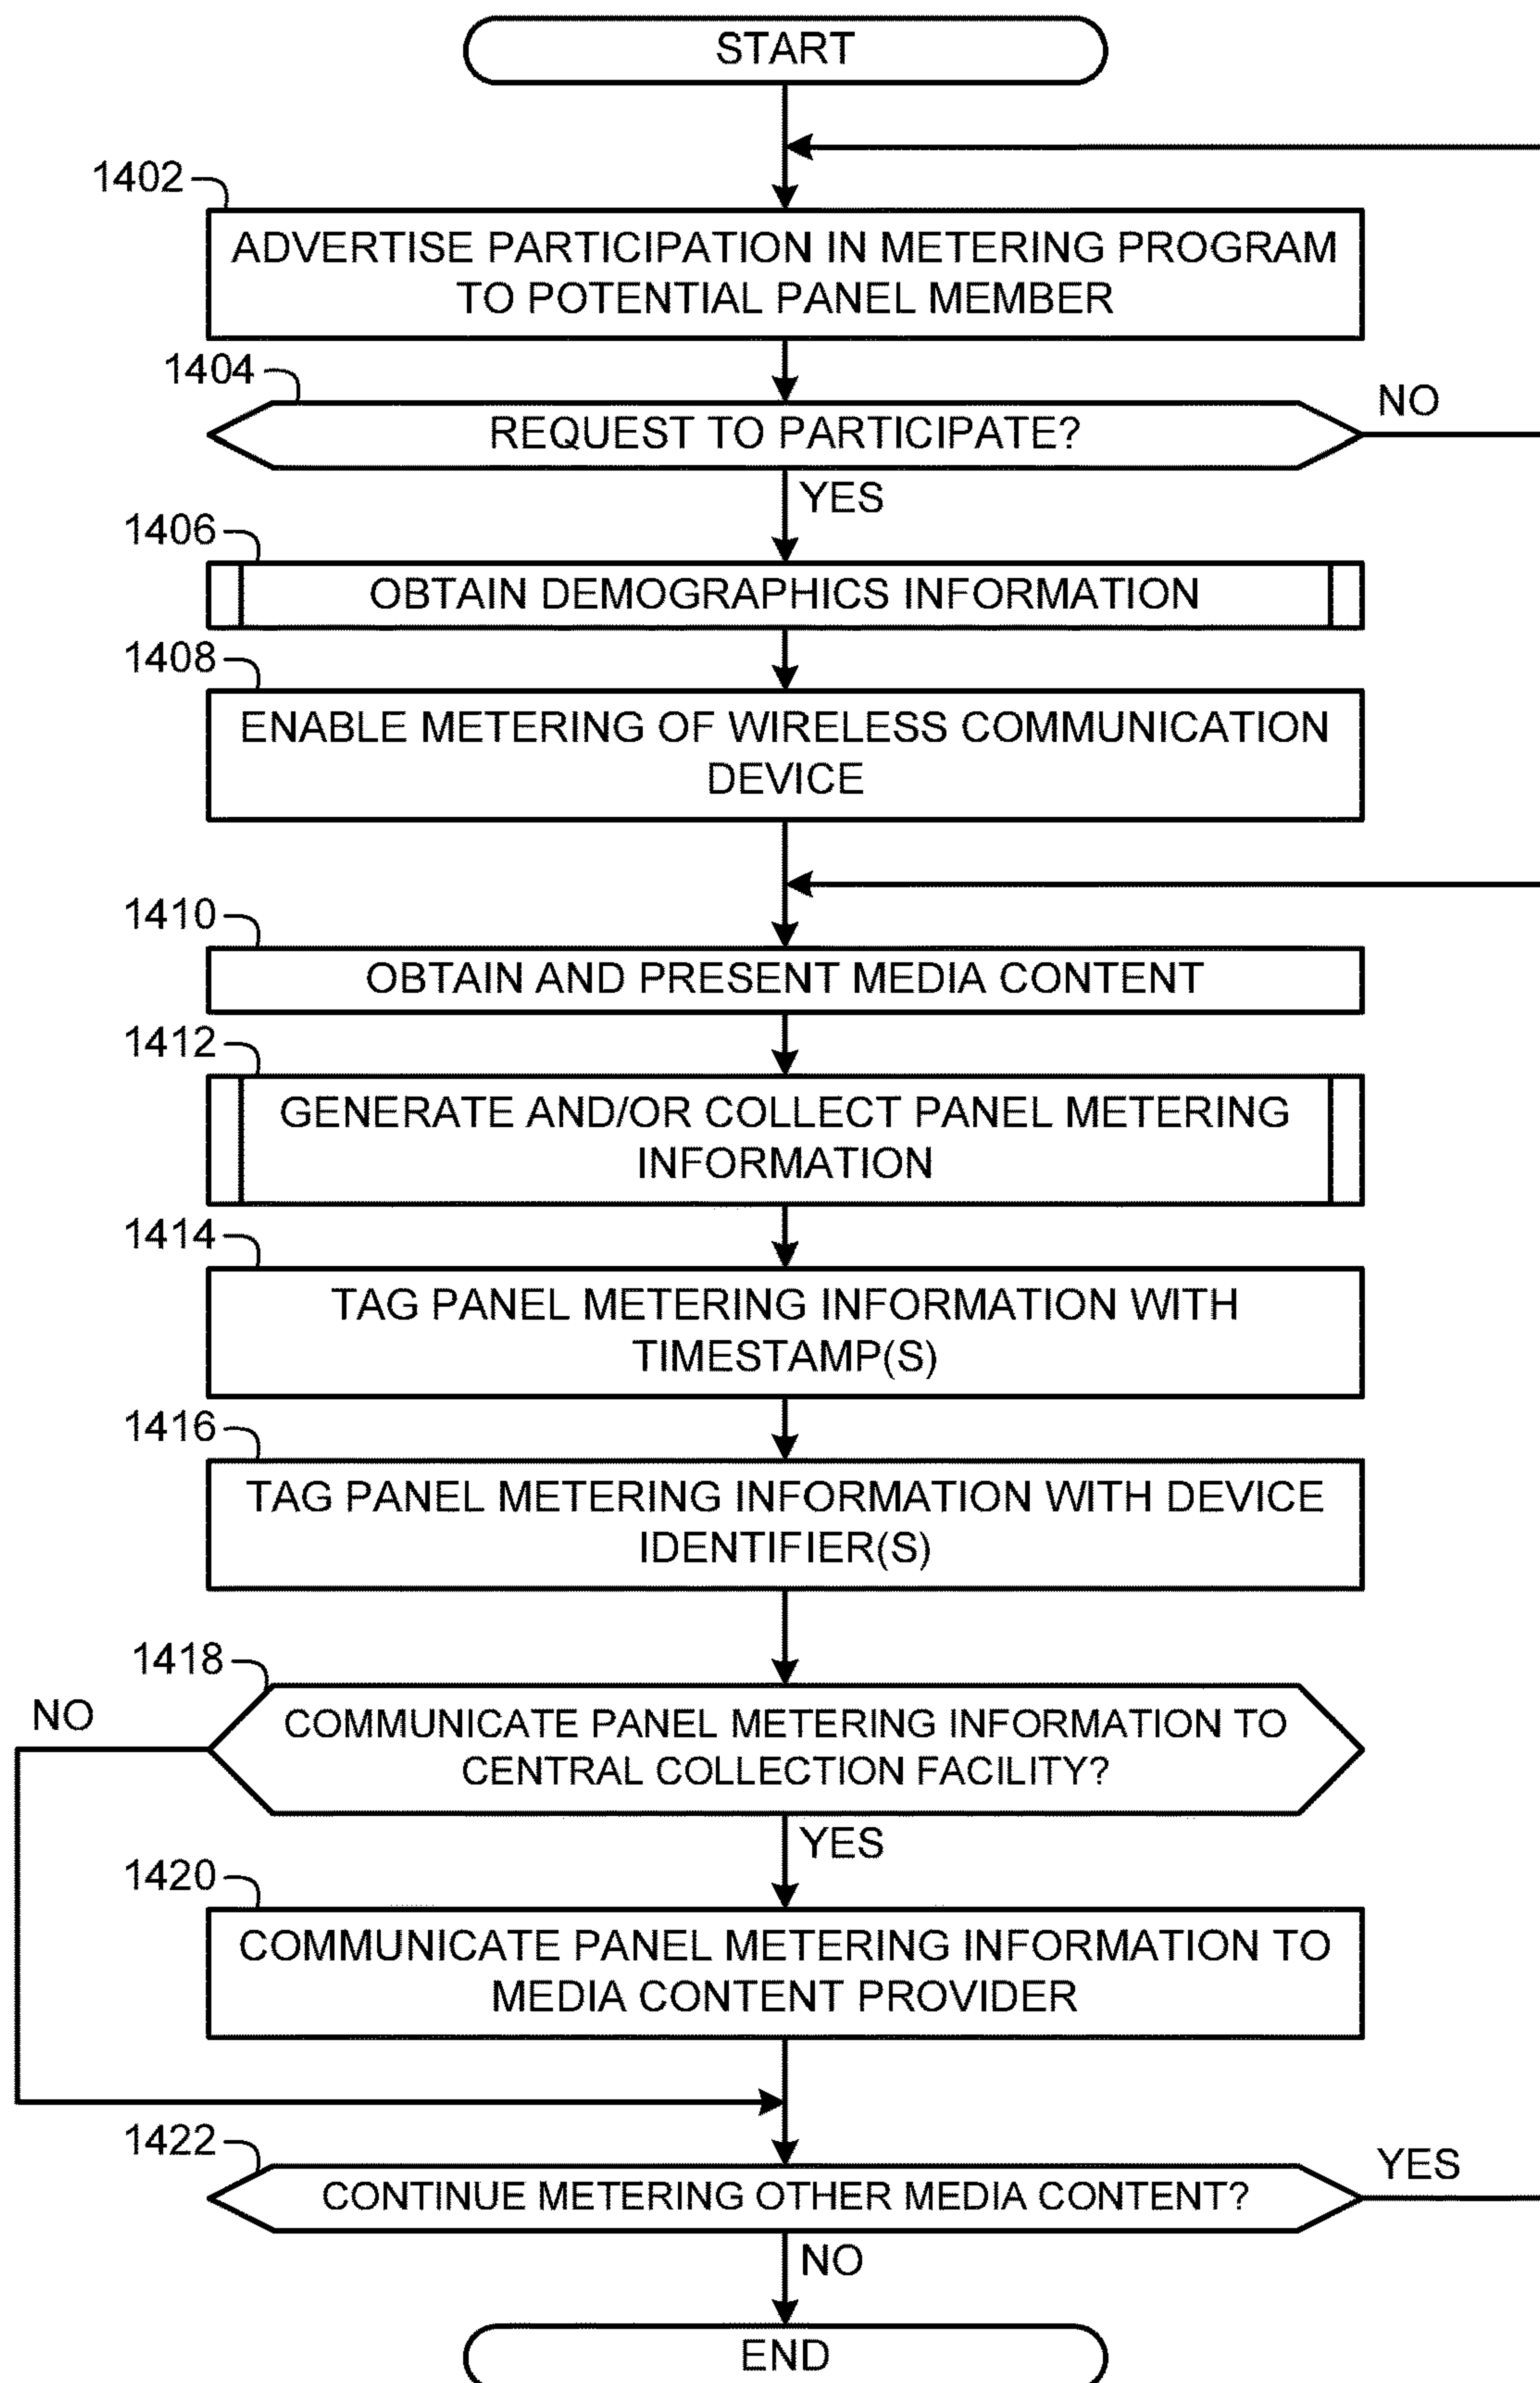 START
1402
ADVERTISE PARTICIPATION IN METERING PROGRAM
TO POTENTIAL PANEL MEMBER
1404
REQUEST TO PARTICIPATE?
NO
YES
1406
OBTAIN DEMOGRAPHICS INFORMATION
1408
ENABLE METERING OF WIRELESS COMMUNICATION
DEVICE
1410
OBTAIN AND PRESENT MEDIA CONTENT
1412
GENERATE AND/OR COLLECT PANEL METERING
INFORMATION
1414
TAG PANEL METERING INFORMATION WITH
TIMESTAMP(S)
1416
TAG PANEL METERING INFORMATION WITH DEVICE
IDENTIFIER(S)
1418
NO
COMMUNICATE PANEL METERING INFORMATION TO
CENTRAL COLLECTION FACILITY?
YES
1420
COMMUNICATE PANEL METERING INFORMATION TO
MEDIA CONTENT PROVIDER
1422
CONTINUE METERING OTHER MEDIA CONTENT?
YES
NO
END